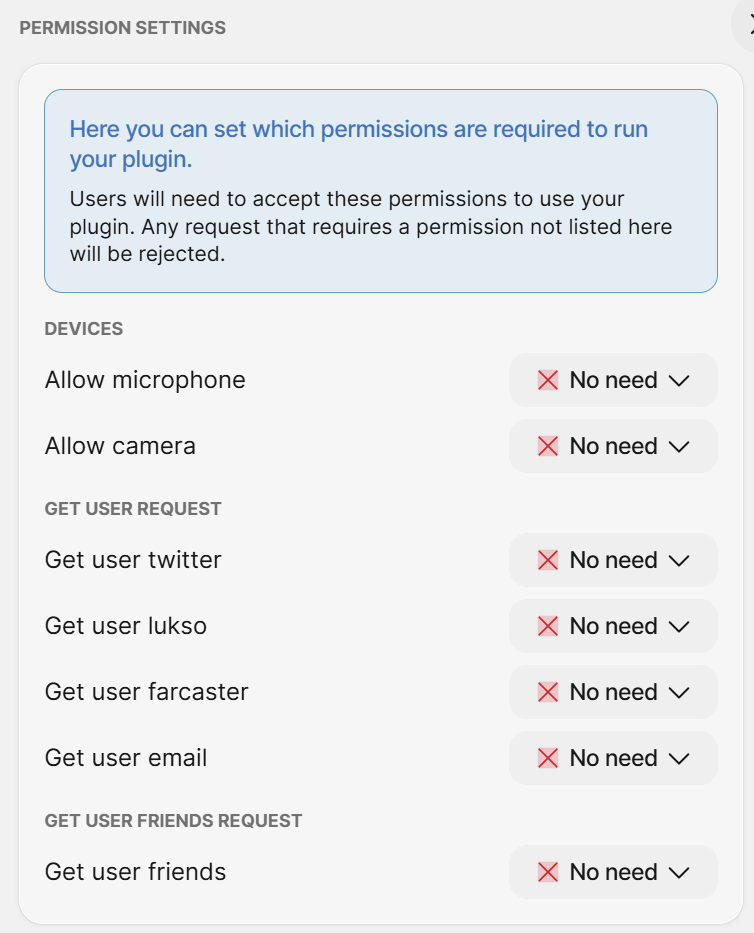 PERMISSION SETTINGS
Here you can set which permissions are required to run
your plugin.
Users will need to accept these permissions to use your
plugin. Any request that requires a permission not listed here
will be rejected.
DEVICES
Allow microphone No need
Allow camera No need
GET USER REQUEST
Get user twitter No need
Get user lukso No need
Get user farcaster No need
Get user email No need
GET USER FRIENDS REQUEST
Get user friends No need